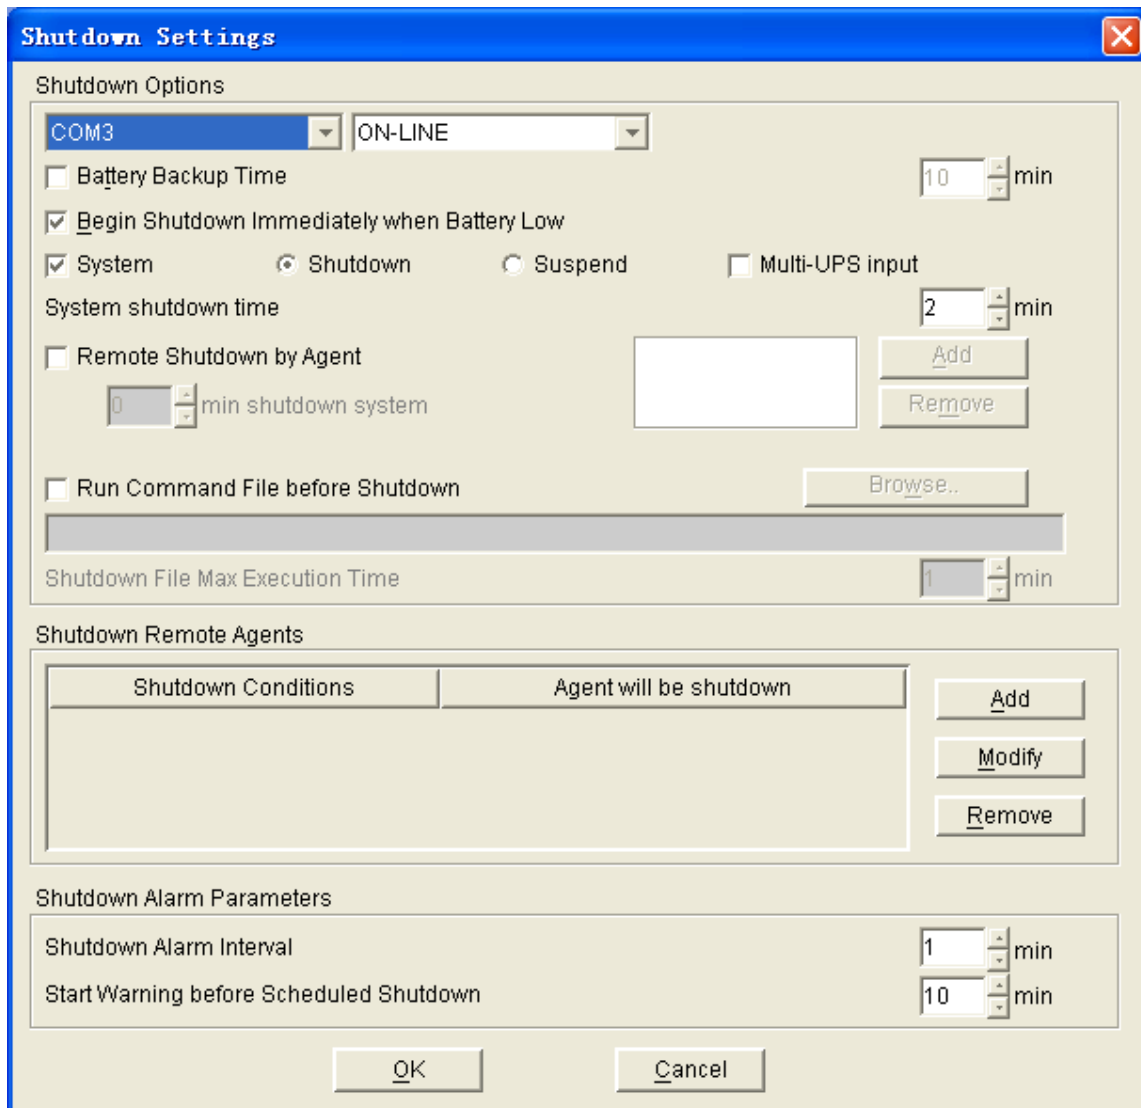 Shutdown Settings
Shutdown Options
COM3 ON-LINE
Battery Backup Time 10 min
Begin Shutdown Immediately when Battery Low
System Shutdown Suspend Multi-UPS input
System shutdown time 2 min
Remote Shutdown by Agent Add
0 min shutdown system Remove
Run Command File before Shutdown Browse..
Shutdown File Max Execution Time 1 min
Shutdown Remote Agents
Shutdown Conditions Agent will be shutdown
Add
Modify
Remove
Shutdown Alarm Parameters
Shutdown Alarm Interval 1 min
Start Warning before Scheduled Shutdown 10 min
OK Cancel